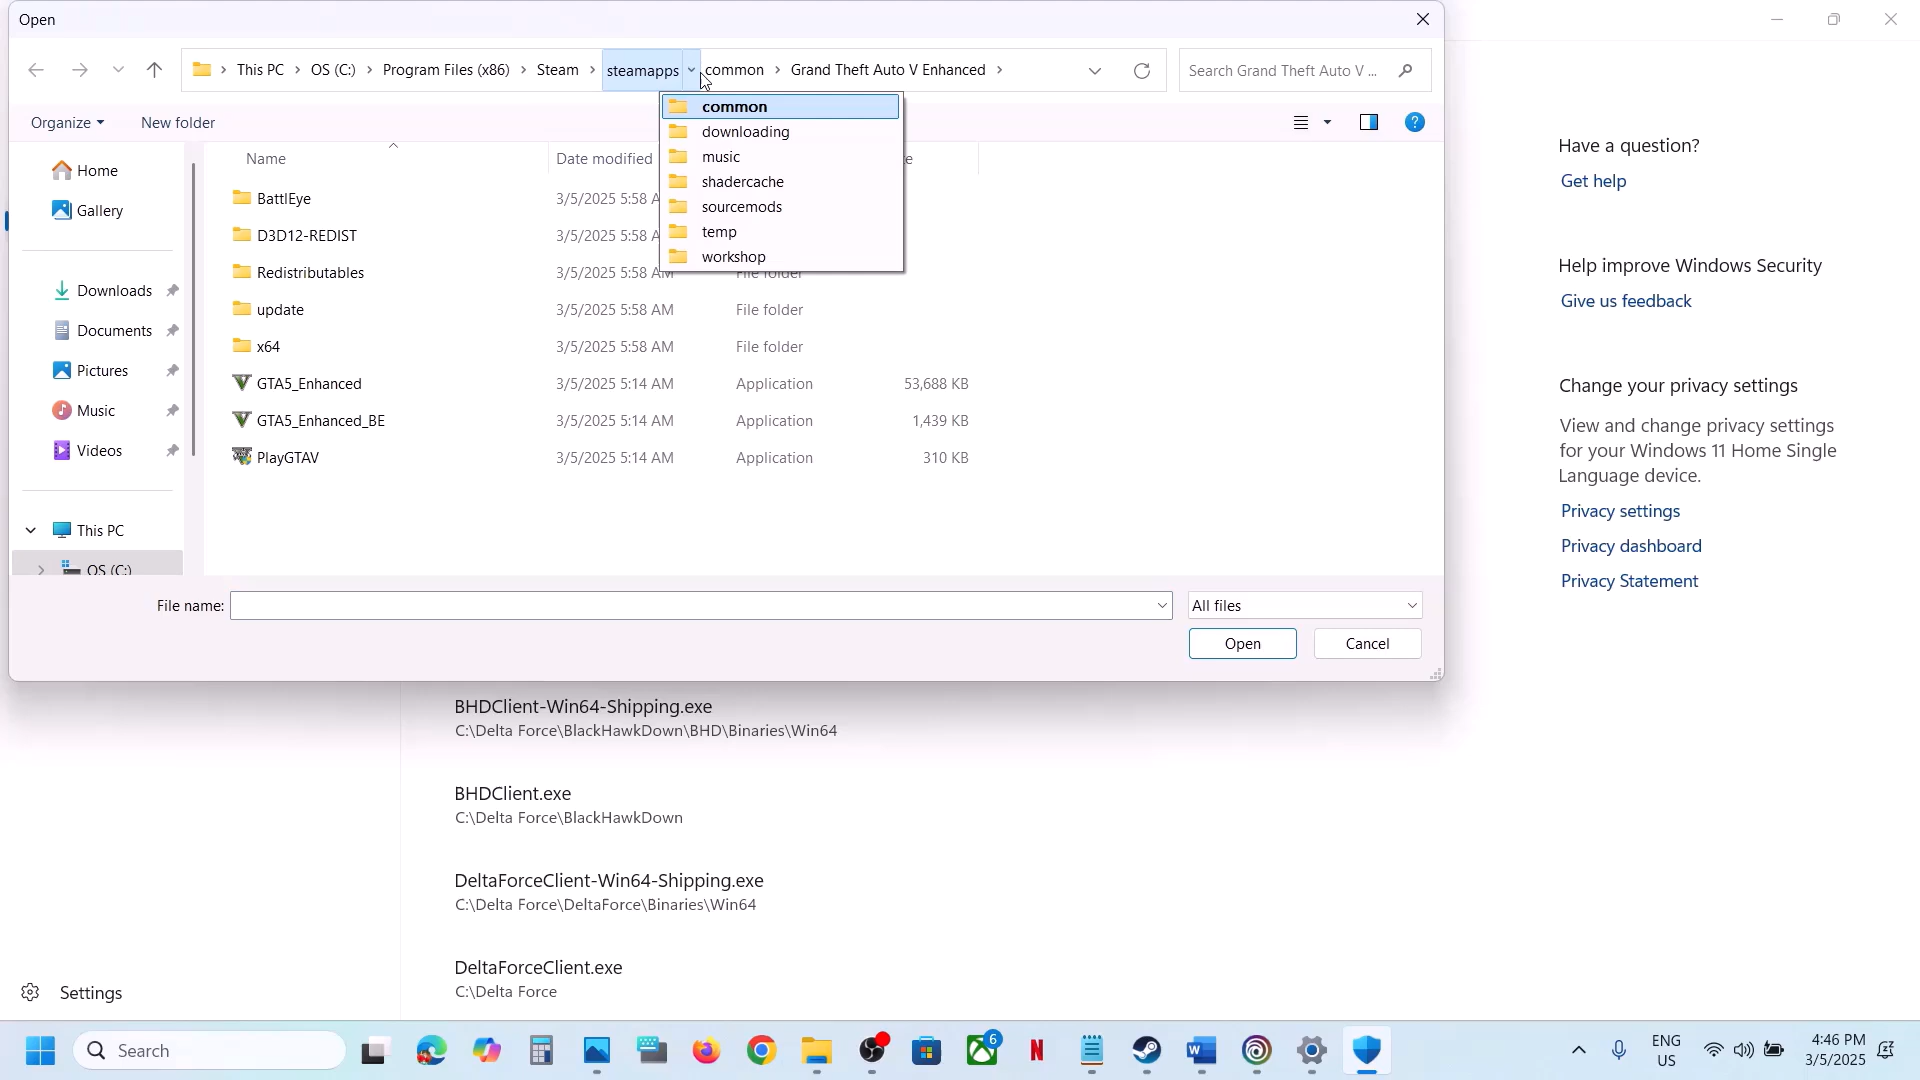 Open
This PC
OS (C:)
Program Files (x86)
Steam
steamapps
common
Grand Theft Auto V Enhanced
Search Grand Theft Auto V ...
Organize
New folder
common
downloading
music
shadercache
sourcemods
temp
workshop
Home
Gallery
Downloads
Documents
Pictures
Music
Videos
This PC
OS (C:)
Name
Date modified
BattlEye
3/5/2025 5:58
D3D12-REDIST
3/5/2025 5:58
Redistributables
3/5/2025 5:58 AM
File folder
update
3/5/2025 5:58 AM
File folder
x64
3/5/2025 5:58 AM
File folder
GTA5_Enhanced
3/5/2025 5:14 AM
Application
53,688 KB
GTA5_Enhanced_BE
3/5/2025 5:14 AM
Application
1,439 KB
PlayGTAV
3/5/2025 5:14 AM
Application
310 KB
File name:
All files
Open
Cancel
BHDClient-Win64-Shipping.exe
C:\Delta Force\BlackHawkDown\BHD\Binaries\Win64
BHDClient.exe
C:\Delta Force\BlackHawkDown
DeltaForceClient-Win64-Shipping.exe
C:\Delta Force\DeltaForce\Binaries\Win64
DeltaForceClient.exe
C:\Delta Force
Settings
Have a question?
Get help
Help improve Windows Security
Give us feedback
Change your privacy settings
View and change privacy settings
for your Windows 11 Home Single
Language device.
Privacy settings
Privacy dashboard
Privacy Statement
Search
6
ENG
US
4:46 PM
3/5/2025